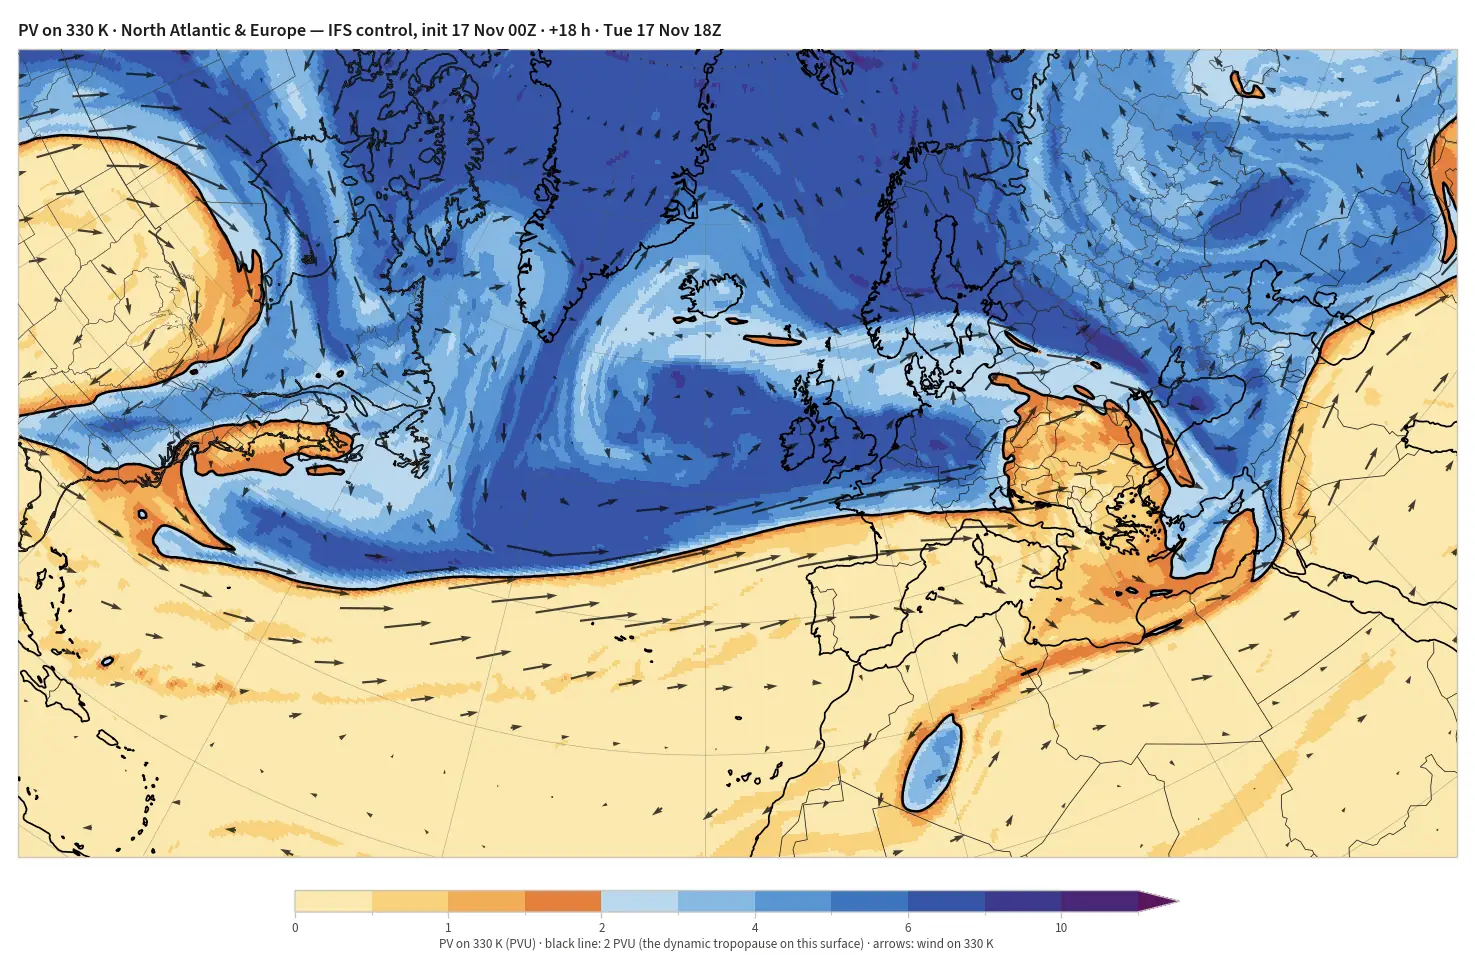 PV on 330 K · North Atlantic & Europe — IFS control, init 17 Nov 00Z · +18 h · Tue 17 Nov 18Z
0 1 2 4 6 10
PV on 330 K (PVU) · black line: 2 PVU (the dynamic tropopause on this surface) · arrows: wind on 330 K